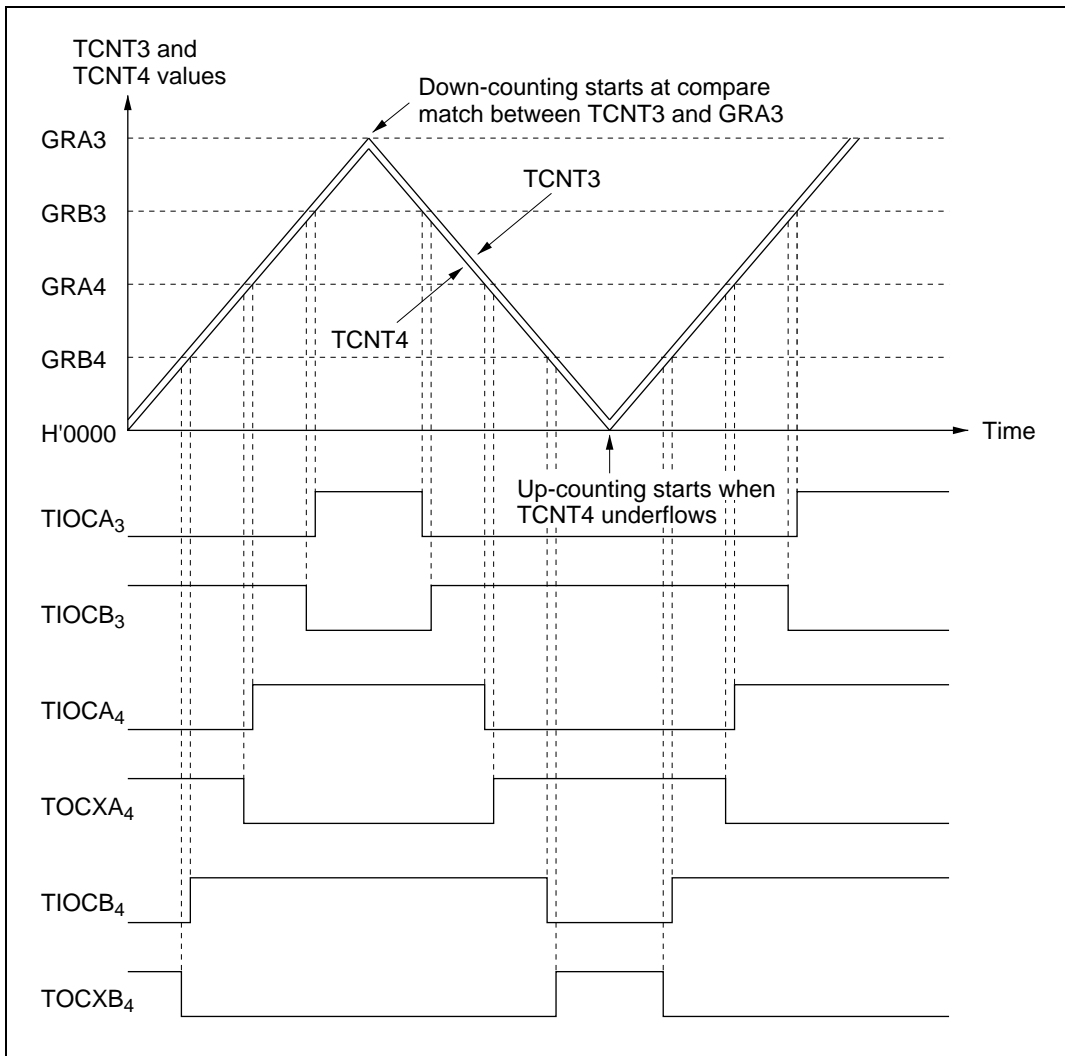 TCNT3 and
TCNT4 values
Down-counting starts at compare
match between TCNT3 and GRA3
GRA3
TCNT3
GRB3
GRA4
TCNT4
GRB4
H'0000
Time
Up-counting starts when
TCNT4 underflows
TIOCA3
TIOCB3
TIOCA4
TOCXA4
TIOCB4
TOCXB4